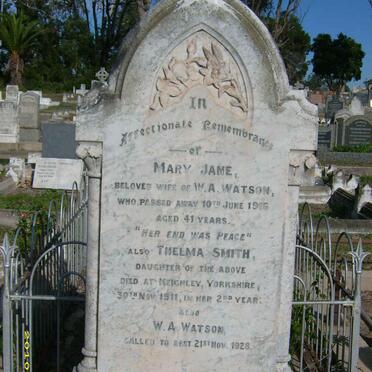 In
Affectionate Remembrance
of
MARY JANE,
BELOVED WIFE OF W.A. WATSON,
WHO PASSED AWAY 10TH JUNE 1916
AGED 41 YEARS.
"HER END WAS PEACE"
ALSO THELMA SMITH,
DAUGHTER OF THE ABOVE
DIED AT KEIGHLEY, YORKSHIRE,
30TH NOV. 1911, IN HER 2ND YEAR.
ALSO
W.A. WATSON,
CALLED TO REST 21ST NOV. 1928.